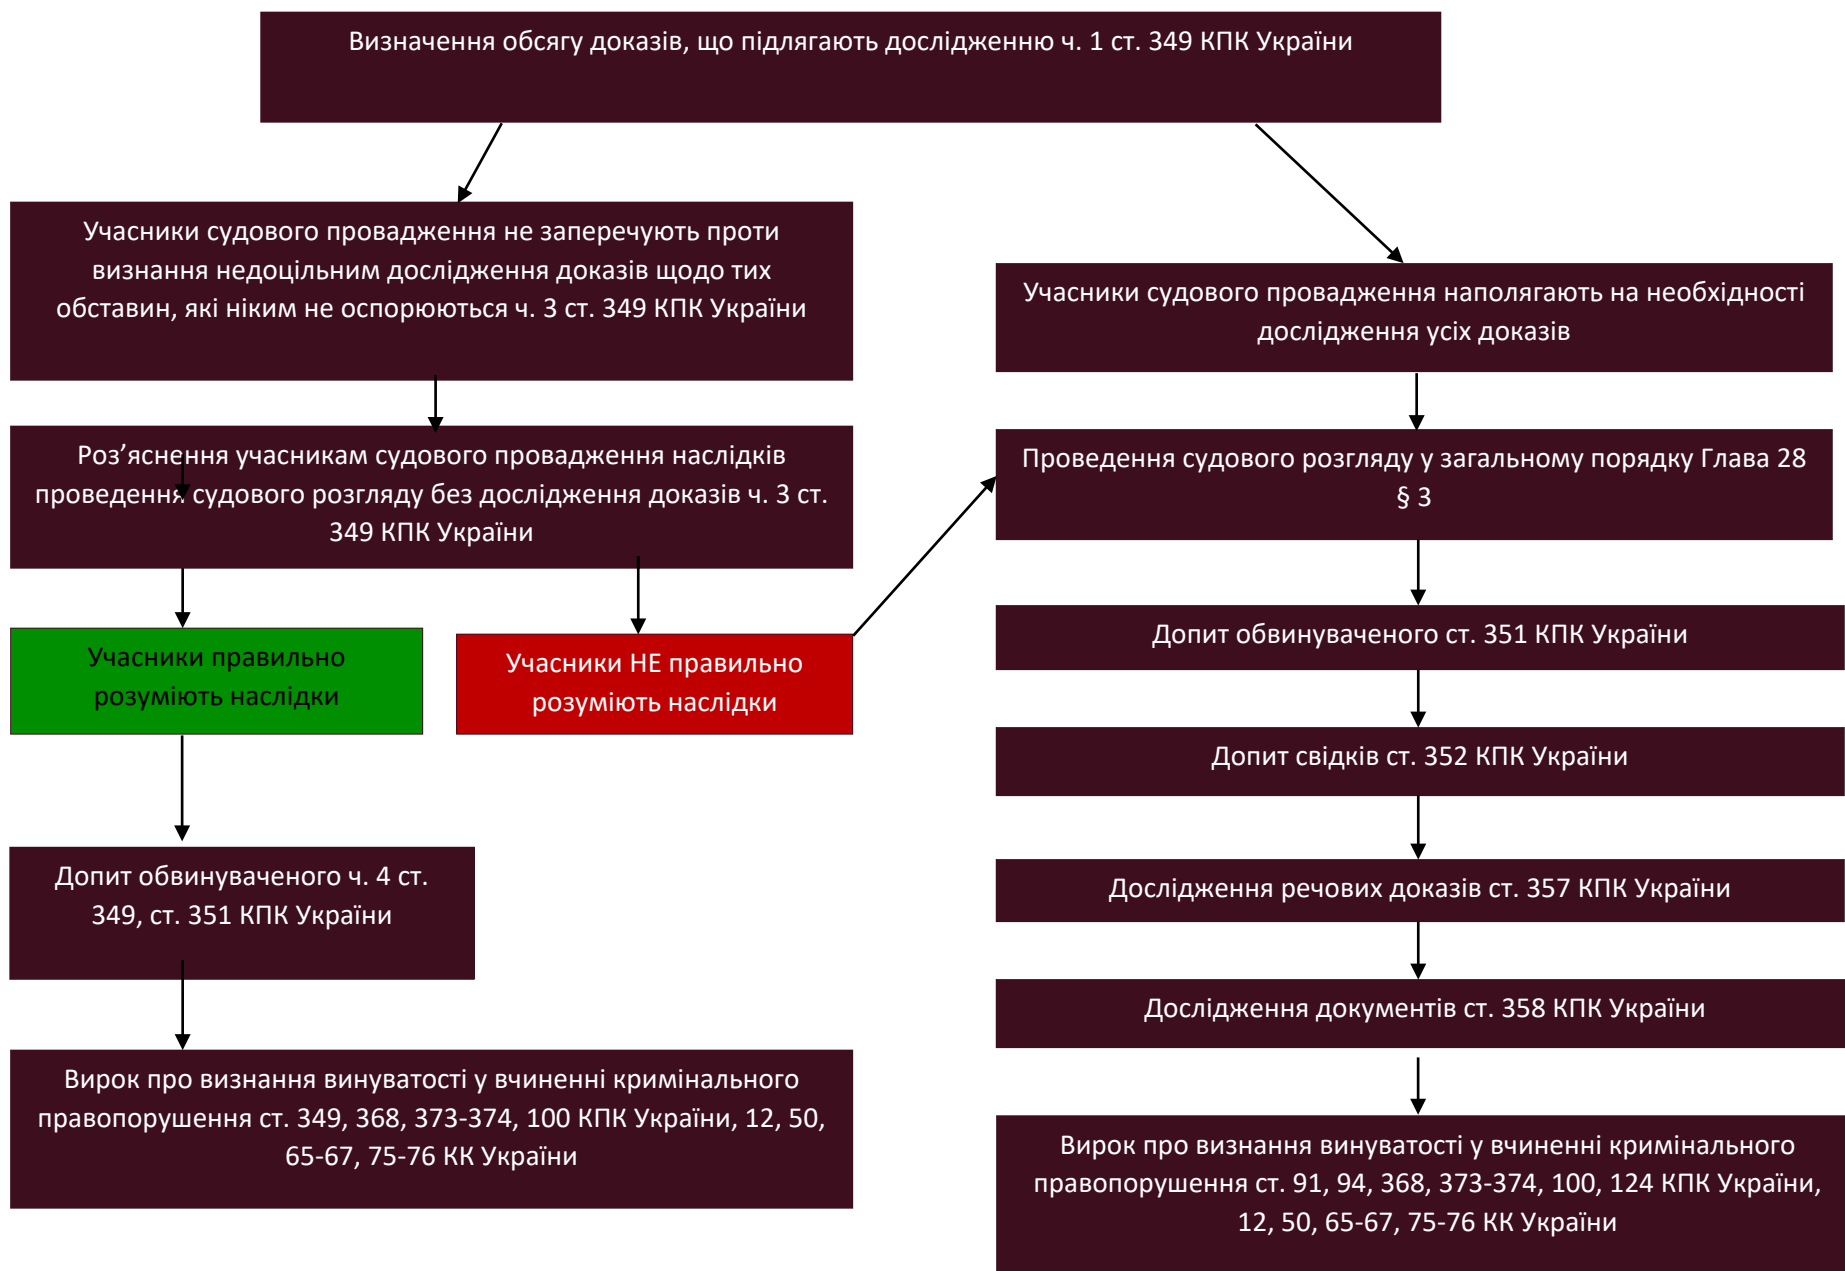 Визначення обсягу доказів, що підлягають дослідженню ч. 1 ст. 349 КПК України
Учасники судового провадження не заперечують проти
визнання недоцільним дослідження доказів щодо тих
обставин, які ніким не оспорюються ч. 3 ст. 349 КПК України
Учасники судового провадження наполягають на необхідності
дослідження усіх доказів
Роз’яснення учасникам судового провадження наслідків
проведення судового розгляду без дослідження доказів ч. 3 ст.
349 КПК України
Проведення судового розгляду у загальному порядку Глава 28
§ 3
Учасники правильно
розуміють наслідки
Учасники НЕ правильно
розуміють наслідки
Допит обвинуваченого ст. 351 КПК України
Допит свідків ст. 352 КПК України
Допит обвинуваченого ч. 4 ст.
349, ст. 351 КПК України
Дослідження речових доказів ст. 357 КПК України
Дослідження документів ст. 358 КПК України
Вирок про визнання винуватості у вчиненні кримінального
правопорушення ст. 349, 368, 373-374, 100 КПК України, 12, 50,
65-67, 75-76 КК України
Вирок про визнання винуватості у вчиненні кримінального
правопорушення ст. 91, 94, 368, 373-374, 100, 124 КПК України,
12, 50, 65-67, 75-76 КК України